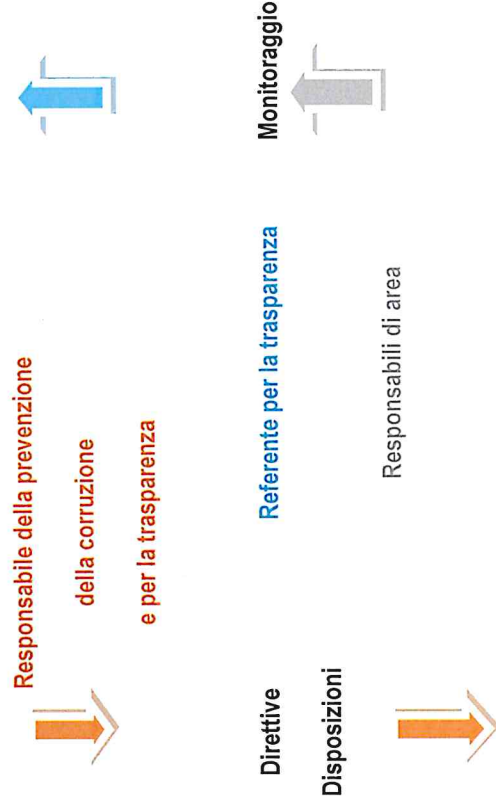 Responsabile della prevenzione
della corruzione
e per la trasparenza
Direttive
Referente per la trasparenza
Monitoraggio
Disposizioni
Responsabili di area